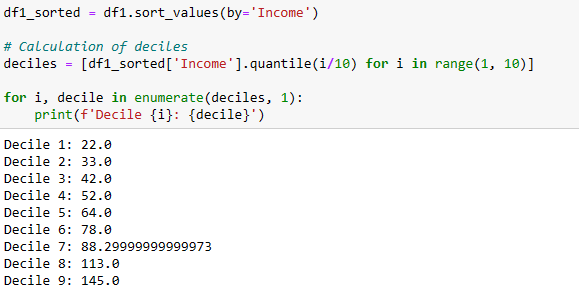 df1_sorted = df1.sort_values(by='Income')
# Calculation of deciles
deciles = [df1_sorted['Income'].quantile(i/10) for i in range(1, 10)]
for i, decile in enumerate(deciles, 1):
    print(f'Decile {i}: {decile}')
Decile 1: 22.0
Decile 2: 33.0
Decile 3: 42.0
Decile 4: 52.0
Decile 5: 64.0
Decile 6: 78.0
Decile 7: 88.29999999999973
Decile 8: 113.0
Decile 9: 145.0